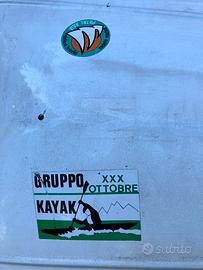 GRUPPO
XXX
OTTOBRE
KAYAK
subito